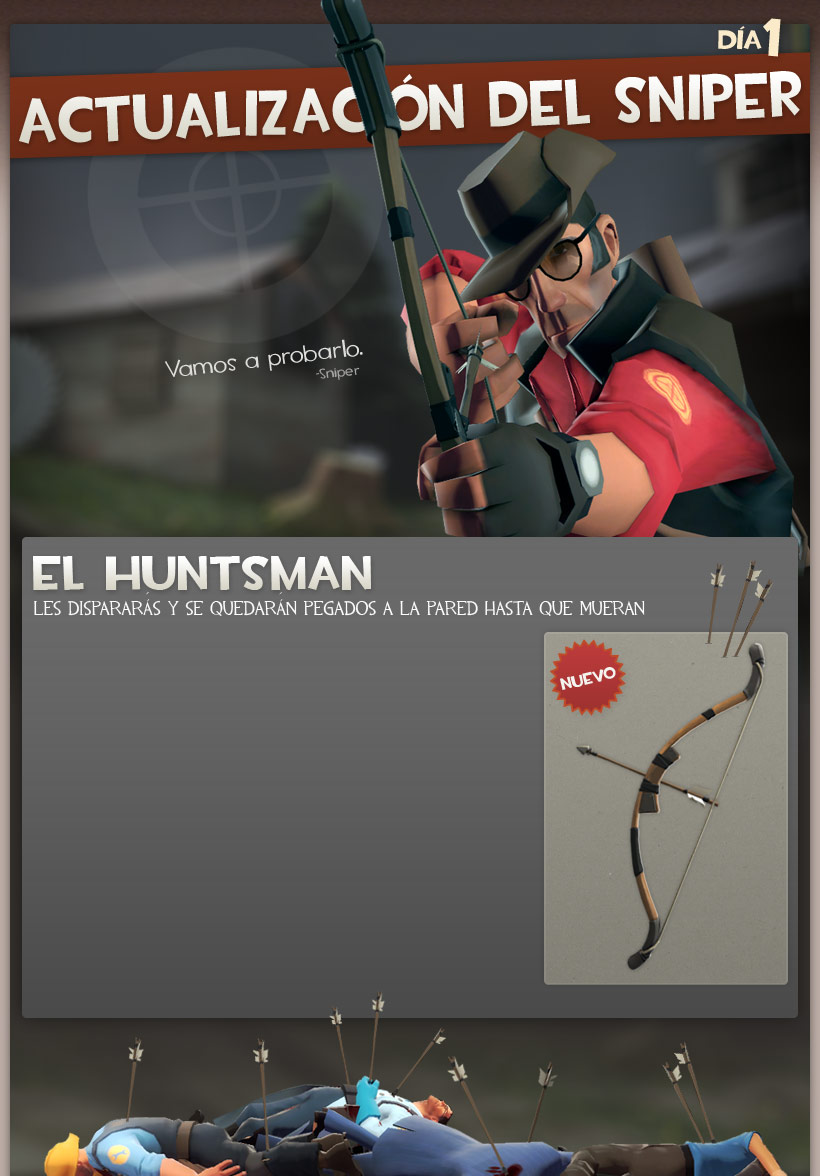 DÍA 1
ACTUALIZACIÓN DEL SNIPER
Vamos a probarlo.
-Sniper
EL HUNTSMAN
LES DISPARARÁS Y SE QUEDARÁN PEGADOS A LA PARED HASTA QUE MUERAN
NUEVO